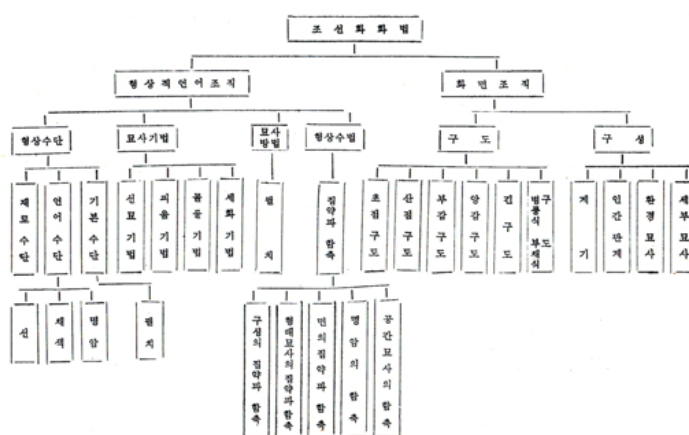 조선화화법
형상적언어조직
화면조직
형상수단
묘사기법
묘사
방법
형상수법
구도
구성
재료수단
언어수단
기본수단
선묘기법
피움기법
몰골기법
세화기법
필치
집약과 함축
초점구도
산점구도
부감구도
앙감구도
긴구도
병풍식 부채식
구도
계기
인간관계
환경묘사
세부묘사
선
채색
명암
필치
구성의 집약과 함축
형태묘사의 집약과 함축
면의 집약과 함축
명암의 함축
공간묘사의 함축